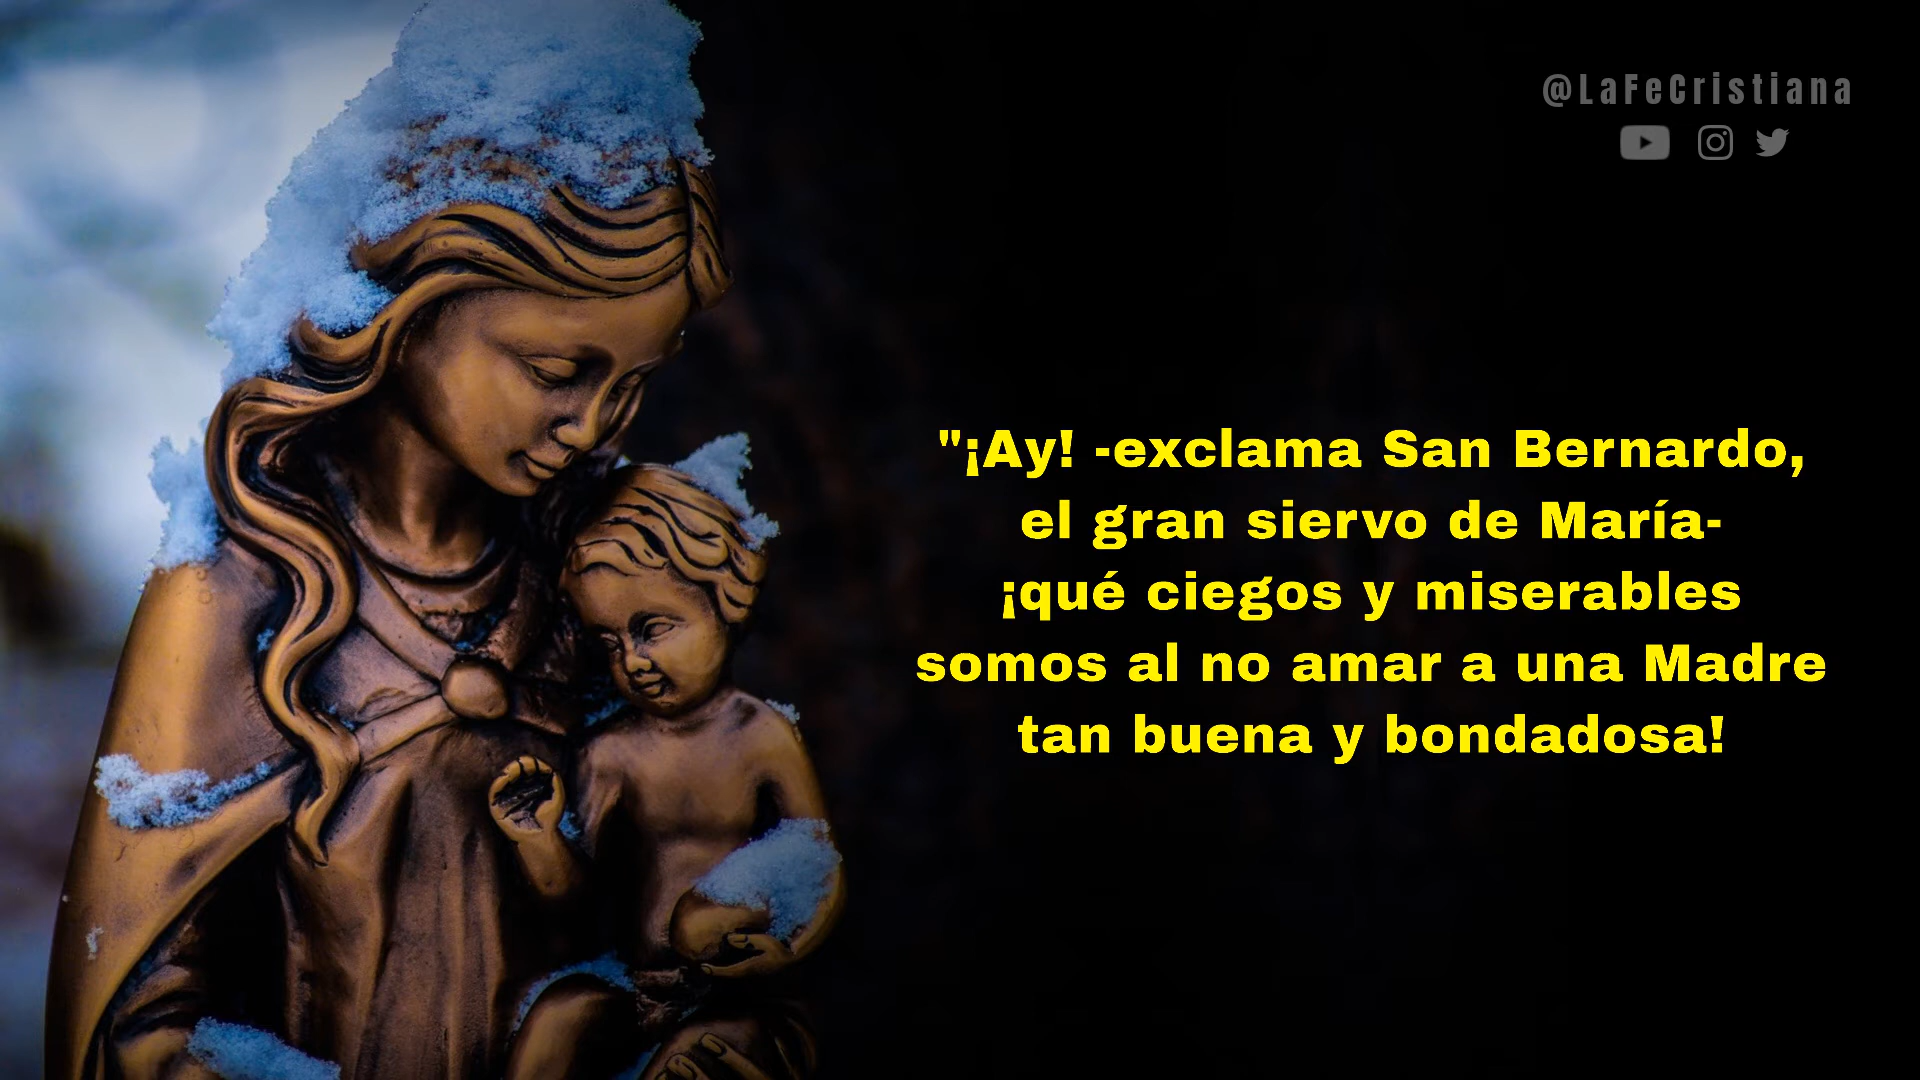 @LaFeCristiana
"¡Ay! -exclama San Bernardo,
el gran siervo de María-
¡qué ciegos y miserables
somos al no amar a una Madre
tan buena y bondadosa!